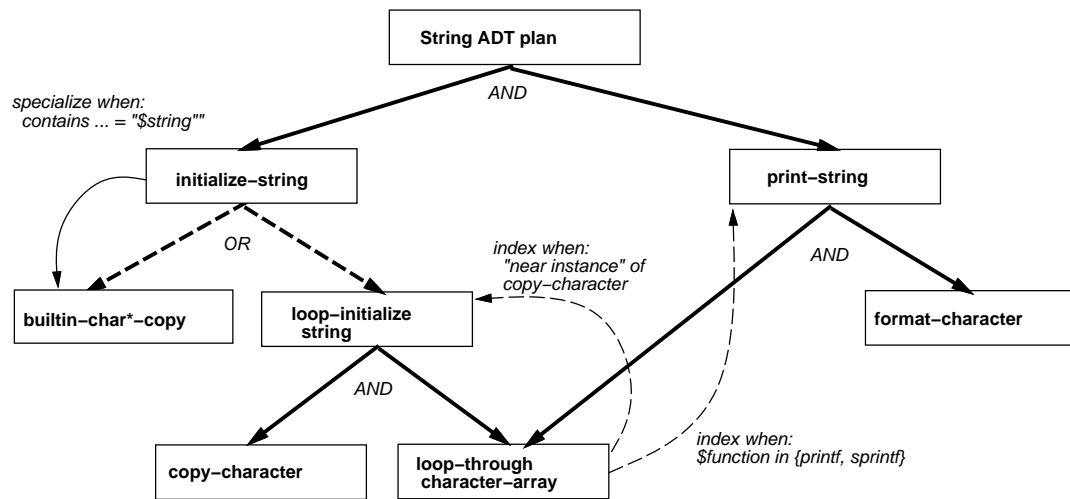 String ADT plan
AND
specialize when:
contains ... = "$string""
initialize−string
print−string
OR
index when:
"near instance" of
copy−character
AND
builtin−char*−copy
loop−initialize
string
format−character
AND
copy−character
loop−through
character−array
index when:
$function in {printf, sprintf}